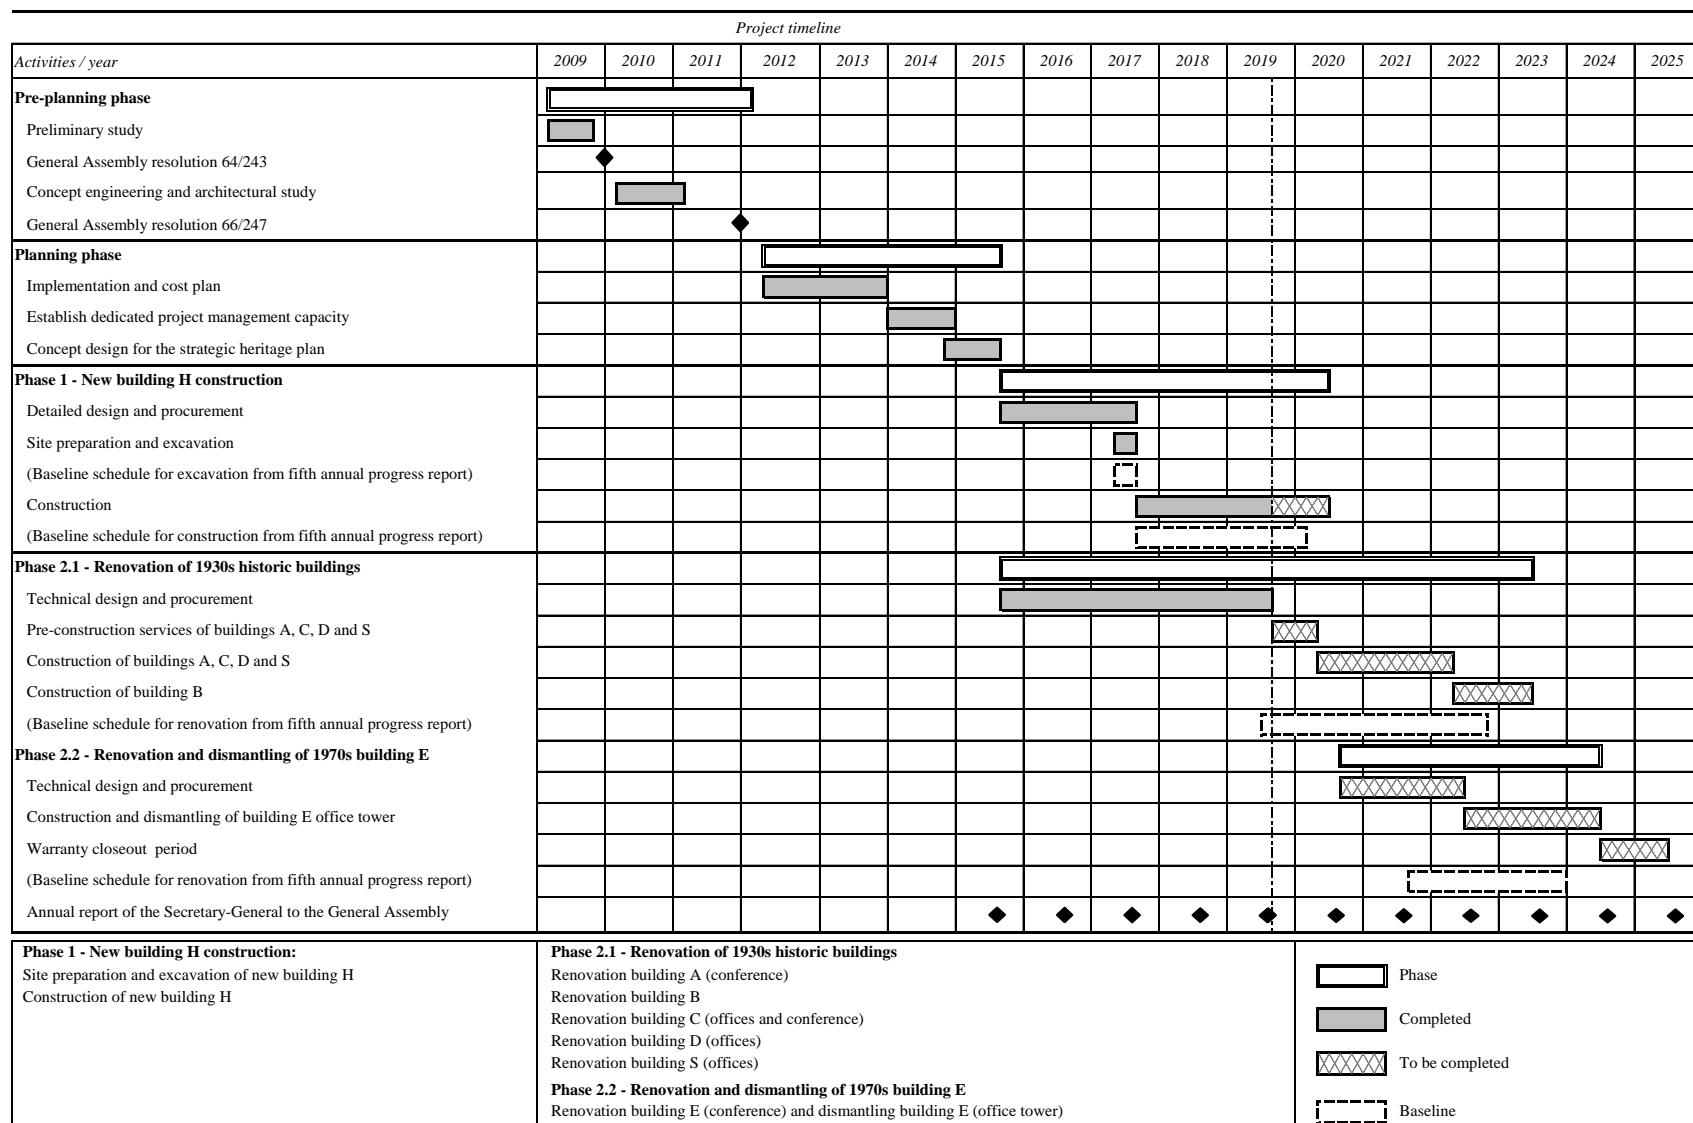 Project timeline
Activities / year 2009 2010 2011 2012 2013 2014 2015 2016 2017 2018 2019 2020 2021 2022 2023 2024 2025
Pre-planning phase
Preliminary study
General Assembly resolution 64/243
Concept engineering and architectural study
General Assembly resolution 66/247
Planning phase
Implementation and cost plan
Establish dedicated project management capacity
Concept design for the strategic heritage plan
Phase 1 - New building H construction
Detailed design and procurement
Site preparation and excavation
(Baseline schedule for excavation from fifth annual progress report)
Construction
(Baseline schedule for construction from fifth annual progress report)
Phase 2.1 - Renovation of 1930s historic buildings
Technical design and procurement
Pre-construction services of buildings A, C, D and S
Construction of buildings A, C, D and S
Construction of building B
(Baseline schedule for renovation from fifth annual progress report)
Phase 2.2 - Renovation and dismantling of 1970s building E
Technical design and procurement
Construction and dismantling of building E office tower
Warranty closeout period
(Baseline schedule for renovation from fifth annual progress report)
Annual report of the Secretary-General to the General Assembly
Phase 1 - New building H construction:
Site preparation and excavation of new building H
Construction of new building H
Phase 2.1 - Renovation of 1930s historic buildings
Renovation building A (conference)
Renovation building B
Renovation building C (offices and conference)
Renovation building D (offices)
Renovation building S (offices)
Phase 2.2 - Renovation and dismantling of 1970s building E
Renovation building E (conference) and dismantling building E (office tower)
Phase
Completed
To be completed
Baseline